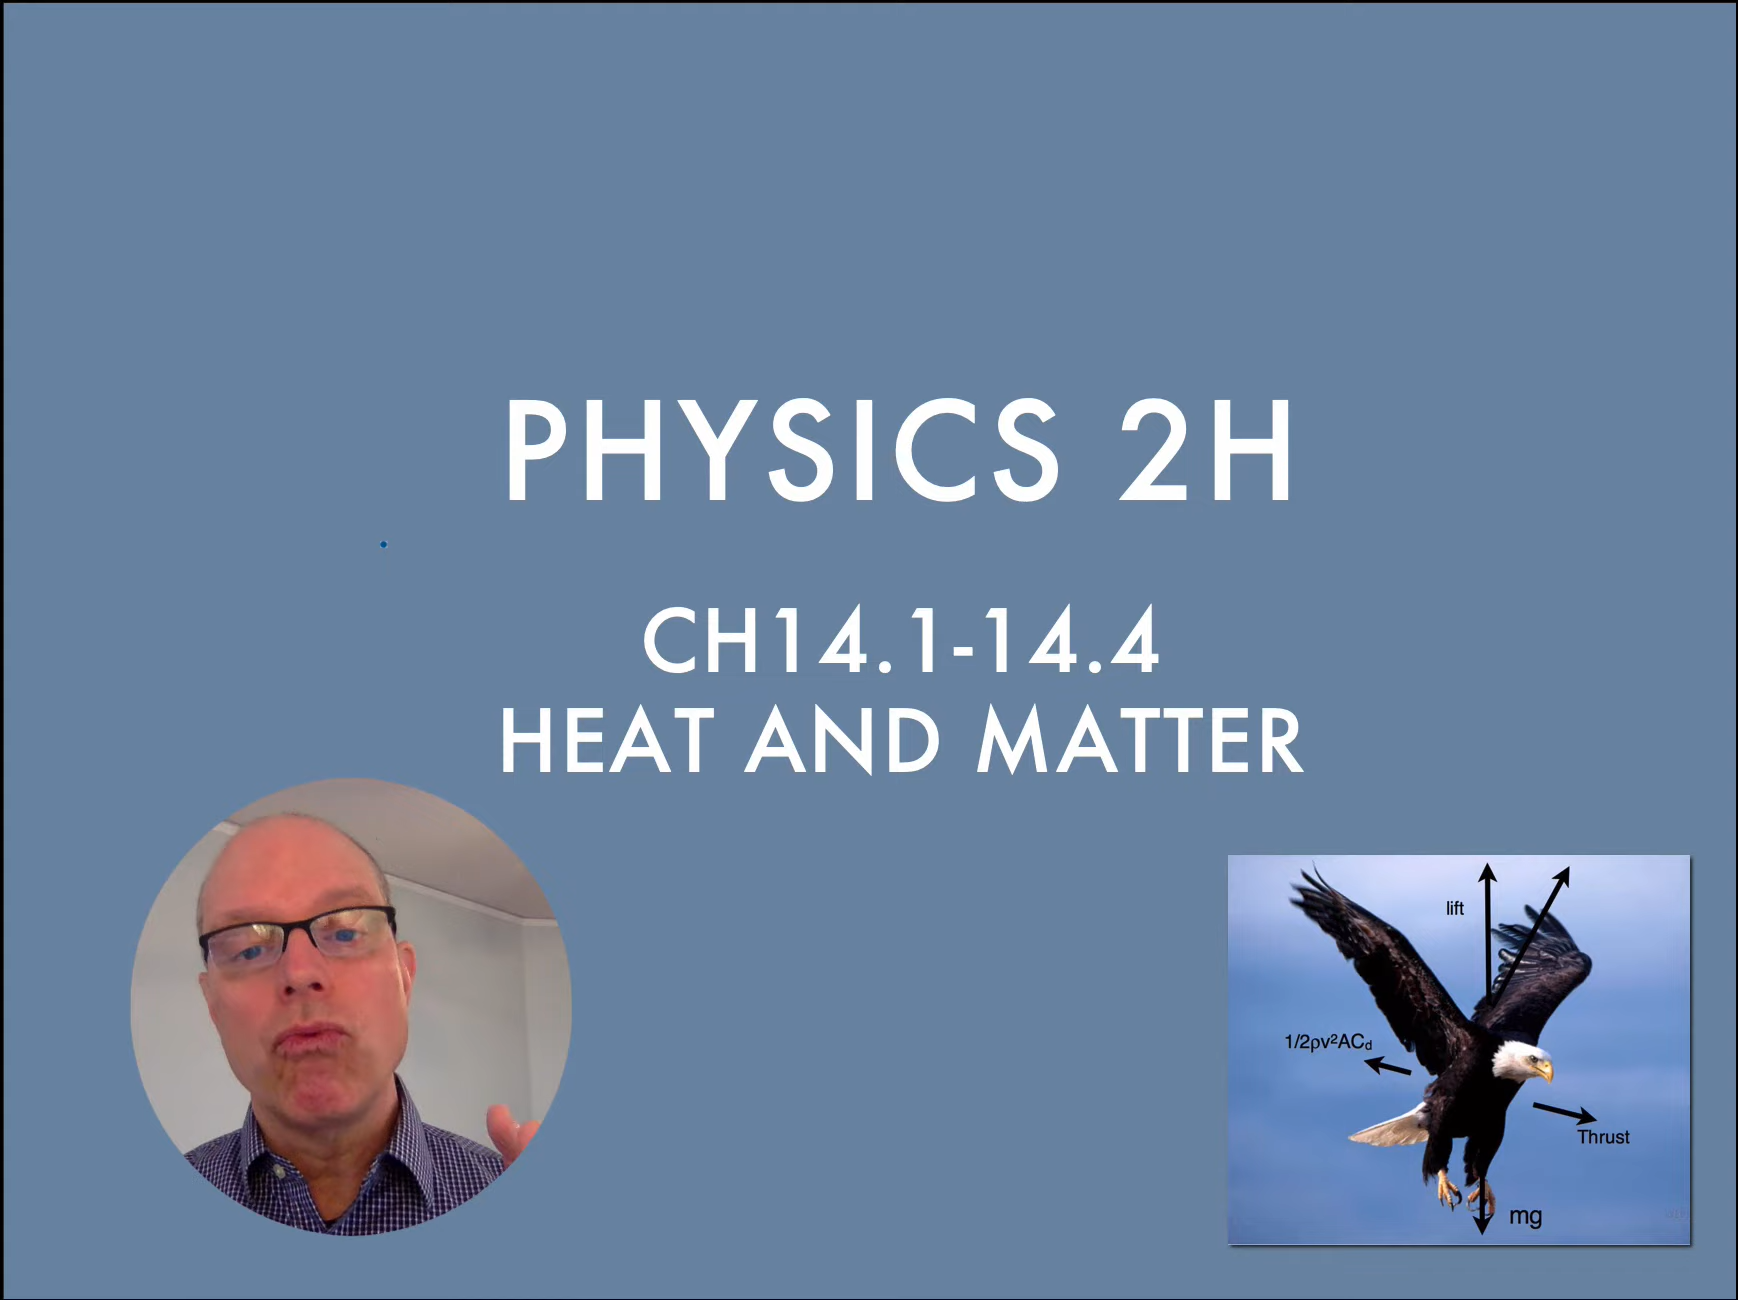 PHYSICS 2H
CH14.1-14.4
HEAT AND MATTER
lift
1/2ρv²ACd
Thrust
mg